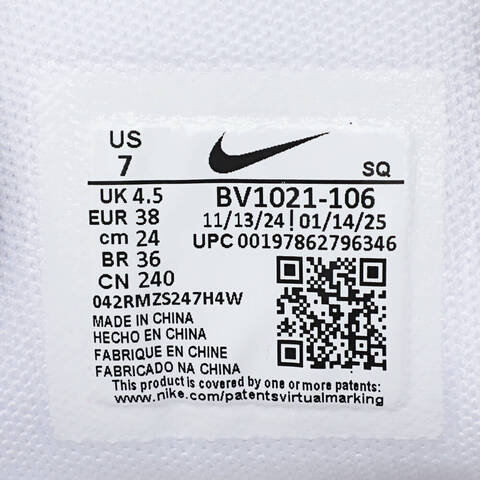 US
7
SQ
UK 4.5
EUR 38
cm 24
BR 36
CN 240
BV1021-106
11/13/24 | 01/14/25
UPC 00197862796346
042RMZS247H4W
MADE IN CHINA
HECHO EN CHINA
FABRIQUE EN CHINE
FABRICADO NA CHINA
This product is covered by one or more patents:
www.nike.com/patentsvirtualmarking